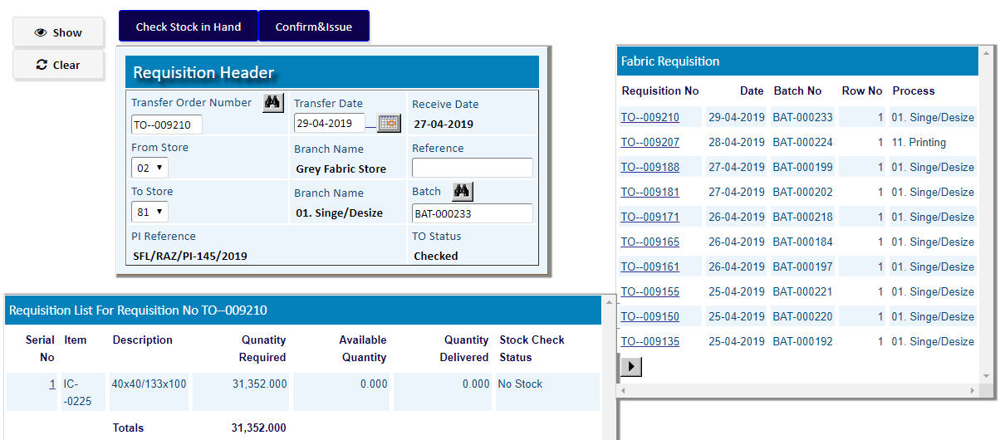 Show
Clear
Check Stock in Hand
Confirm&Issue
Requisition Header
Transfer Order Number
Transfer Date
Receive Date
TO--009210
29-04-2019
27-04-2019
From Store
Branch Name
Reference
02
Grey Fabric Store
To Store
Branch Name
Batch
81
01. Singe/Desize
BAT-000233
PI Reference
TO Status
SFL/RAZ/PI-145/2019
Checked
Fabric Requisition
Requisition No Date Batch No Row No Process
TO--009210 29-04-2019 BAT-000233 1 01. Singe/Desize
TO--009207 28-04-2019 BAT-000224 1 11. Printing
TO--009188 27-04-2019 BAT-000199 1 01. Singe/Desize
TO--009181 27-04-2019 BAT-000202 1 01. Singe/Desize
TO--009171 26-04-2019 BAT-000218 1 01. Singe/Desize
TO--009165 26-04-2019 BAT-000184 1 01. Singe/Desize
TO--009161 26-04-2019 BAT-000197 1 01. Singe/Desize
TO--009155 25-04-2019 BAT-000221 1 01. Singe/Desize
TO--009150 25-04-2019 BAT-000220 1 01. Singe/Desize
TO--009135 25-04-2019 BAT-000192 1 01. Singe/Desize
Requisition List For Requisition No TO--009210
Serial Item Description Qunatity Available Quantity Stock Check
No Required Quantity Delivered Status
1 IC- 40x40/133x100 31,352.000 0.000 0.000 No Stock
-0225
Totals 31,352.000